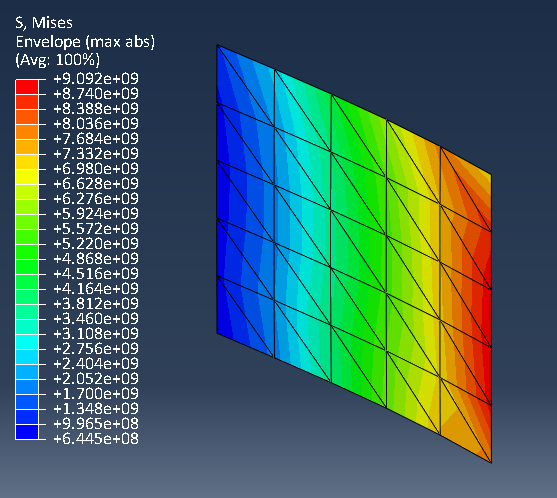 S, Mises
Envelope (max abs)
(Avg: 100%)
+9.092e+09
+8.740e+09
+8.388e+09
+8.036e+09
+7.684e+09
+7.332e+09
+6.980e+09
+6.628e+09
+6.276e+09
+5.924e+09
+5.572e+09
+5.220e+09
+4.868e+09
+4.516e+09
+4.164e+09
+3.812e+09
+3.460e+09
+3.108e+09
+2.756e+09
+2.404e+09
+2.052e+09
+1.700e+09
+1.348e+09
+9.965e+08
+6.445e+08